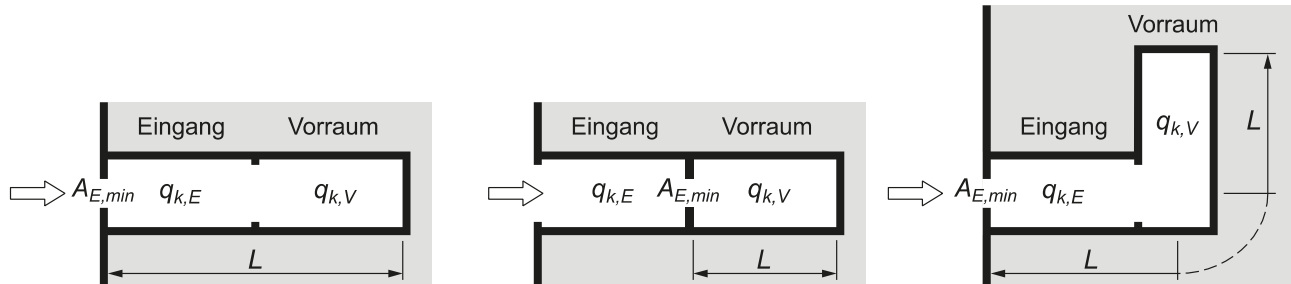 Eingang Vorraum
A_{E,min} q_{k,E} q_{k,V}
L
Eingang Vorraum
q_{k,E} A_{E,min} q_{k,V}
L
Vorraum
Eingang
q_{k,V} L
A_{E,min} q_{k,E}
L